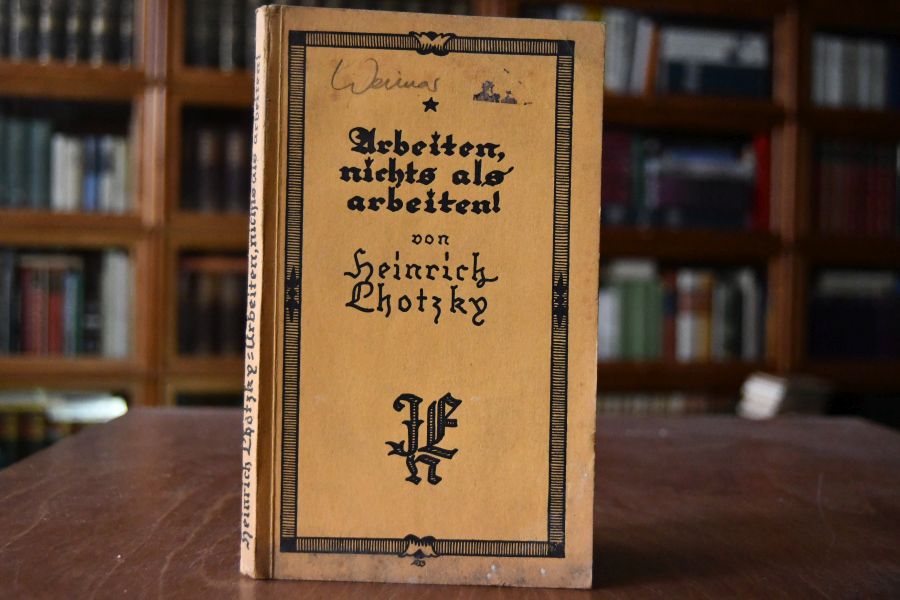 Weimar
Arbeiten,
nichts als
arbeiten!
von
Heinrich
Lhotzky
Heinrich Lhotzky = Arbeiten, nichts als arbeiten!